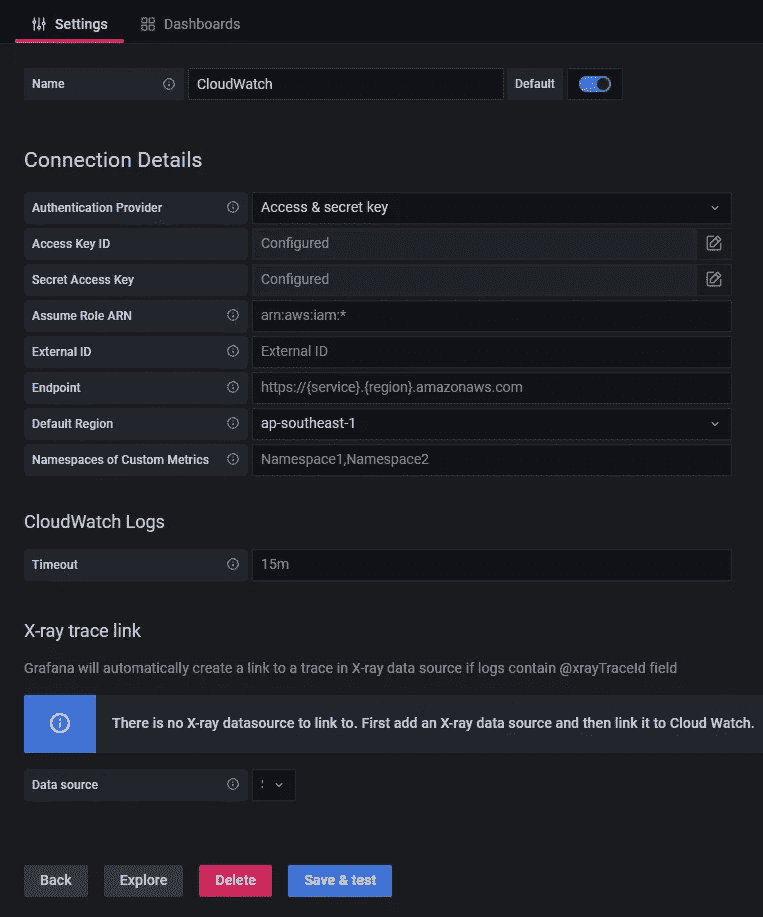 Settings Dashboards
Name CloudWatch Default
Connection Details
Authentication Provider Access & secret key
Access Key ID Configured
Secret Access Key Configured
Assume Role ARN arn:aws:iam:*
External ID External ID
Endpoint https://{service}.{region}.amazonaws.com
Default Region ap-southeast-1
Namespaces of Custom Metrics Namespace1,Namespace2
CloudWatch Logs
Timeout 15m
X-ray trace link
Grafana will automatically create a link to a trace in X-ray data source if logs contain @xrayTraceId field
There is no X-ray datasource to link to. First add an X-ray data source and then link it to Cloud Watch.
Data source
Back Explore Delete Save & test